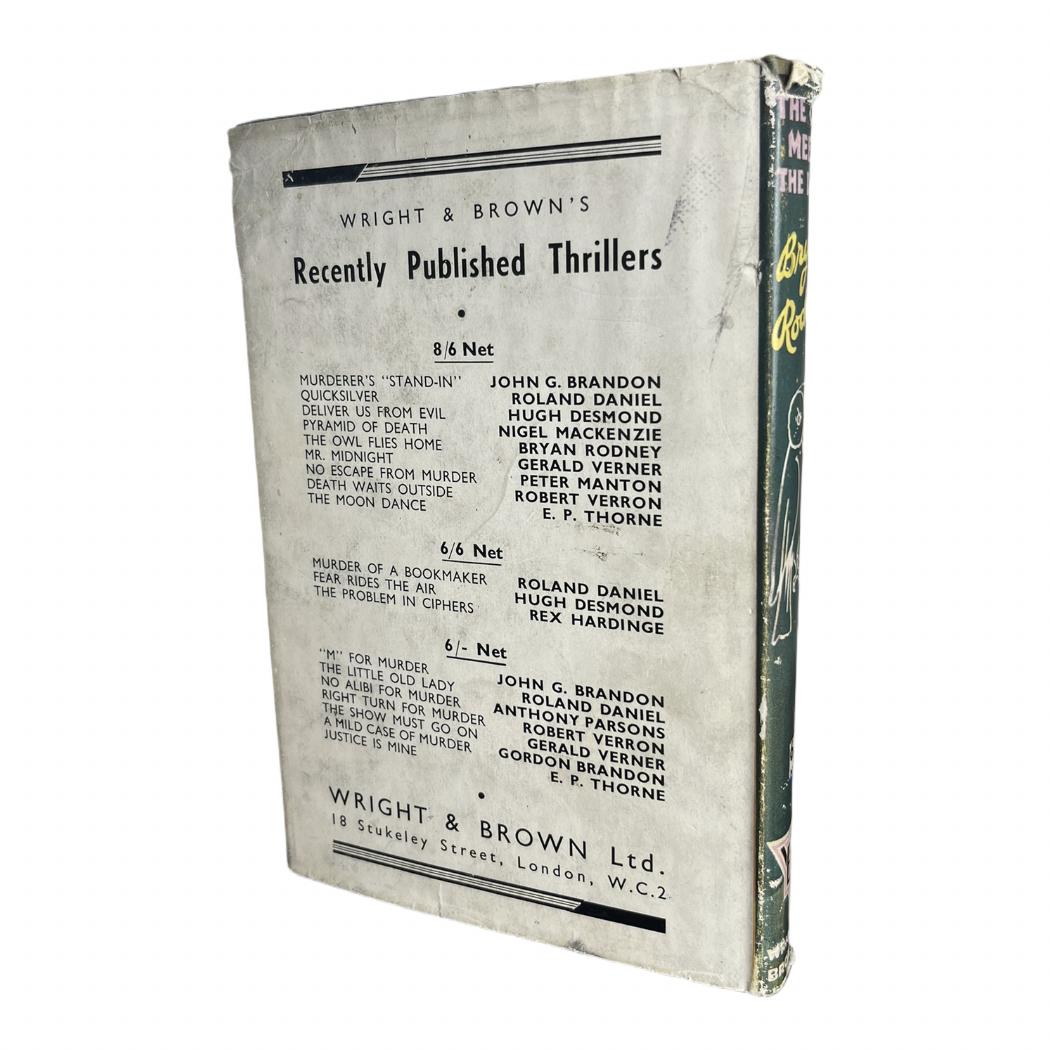 WRIGHT & BROWN'S
Recently Published Thrillers
8/6 Net
MURDERER'S "STAND-IN" JOHN G. BRANDON
QUICKSILVER ROLAND DANIEL
DELIVER US FROM EVIL HUGH DESMOND
PYRAMID OF DEATH NIGEL MACKENZIE
THE OWL FLIES HOME BRYAN RODNEY
MR. MIDNIGHT GERALD VERNER
NO ESCAPE FROM MURDER PETER MANTON
DEATH WAITS OUTSIDE ROBERT VERRON
THE MOON DANCE E. P. THORNE
6/6 Net
MURDER OF A BOOKMAKER ROLAND DANIEL
FEAR RIDES THE AIR HUGH DESMOND
THE PROBLEM IN CIPHERS REX HARDINGE
6/- Net
"M" FOR MURDER JOHN G. BRANDON
THE LITTLE OLD LADY ROLAND DANIEL
NO ALIBI FOR MURDER ANTHONY PARSONS
RIGHT TURN FOR MURDER ROBERT VERRON
THE SHOW MUST GO ON GERALD VERNER
A MILD CASE OF MURDER GORDON BRANDON
JUSTICE IS MINE E. P. THORNE
WRIGHT & BROWN Ltd.
18 Stukeley Street, London, W.C.2
THE
THE